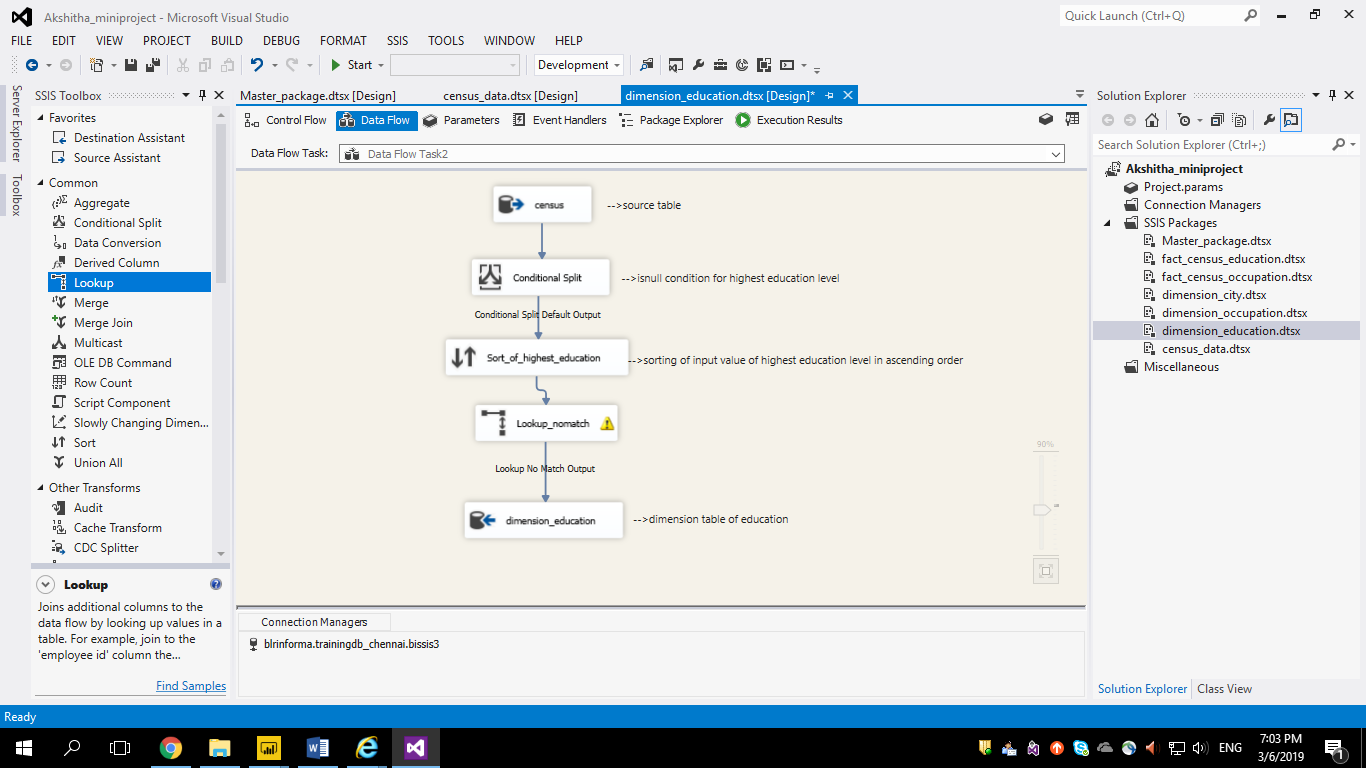 Akshitha_miniproject - Microsoft Visual Studio
Quick Launch (Ctrl+Q)
FILE EDIT VIEW PROJECT BUILD DEBUG FORMAT SSIS TOOLS WINDOW HELP
Start Development
Server Explorer
Toolbox
SSIS Toolbox
Favorites
Destination Assistant
Source Assistant
Common
Aggregate
Conditional Split
Data Conversion
Derived Column
Lookup
Merge
Merge Join
Multicast
OLE DB Command
Row Count
Script Component
Slowly Changing Dimen...
Sort
Union All
Other Transforms
Audit
Cache Transform
CDC Splitter
Lookup
Joins additional columns to the
data flow by looking up values in a
table. For example, join to the
'employee id' column the...
Find Samples
Master_package.dtsx [Design] census_data.dtsx [Design] dimension_education.dtsx [Design]*
Control Flow Data Flow Parameters Event Handlers Package Explorer Execution Results
Data Flow Task: Data Flow Task2
census -->source table
Conditional Split -->isnull condition for highest education level
Conditional Split Default Output
Sort_of_highest_education -->sorting of input value of highest education level in ascending order
Lookup_nomatch
Lookup No Match Output
dimension_education -->dimension table of education
90%
Connection Managers
blrinforma.trainingdb_chennai.bissis3
Solution Explorer
Search Solution Explorer (Ctrl+;)
Akshitha_miniproject
Project.params
Connection Managers
SSIS Packages
Master_package.dtsx
fact_census_education.dtsx
fact_census_occupation.dtsx
dimension_city.dtsx
dimension_occupation.dtsx
dimension_education.dtsx
census_data.dtsx
Miscellaneous
Solution Explorer Class View
Ready
ENG
7:03 PM
3/6/2019
1